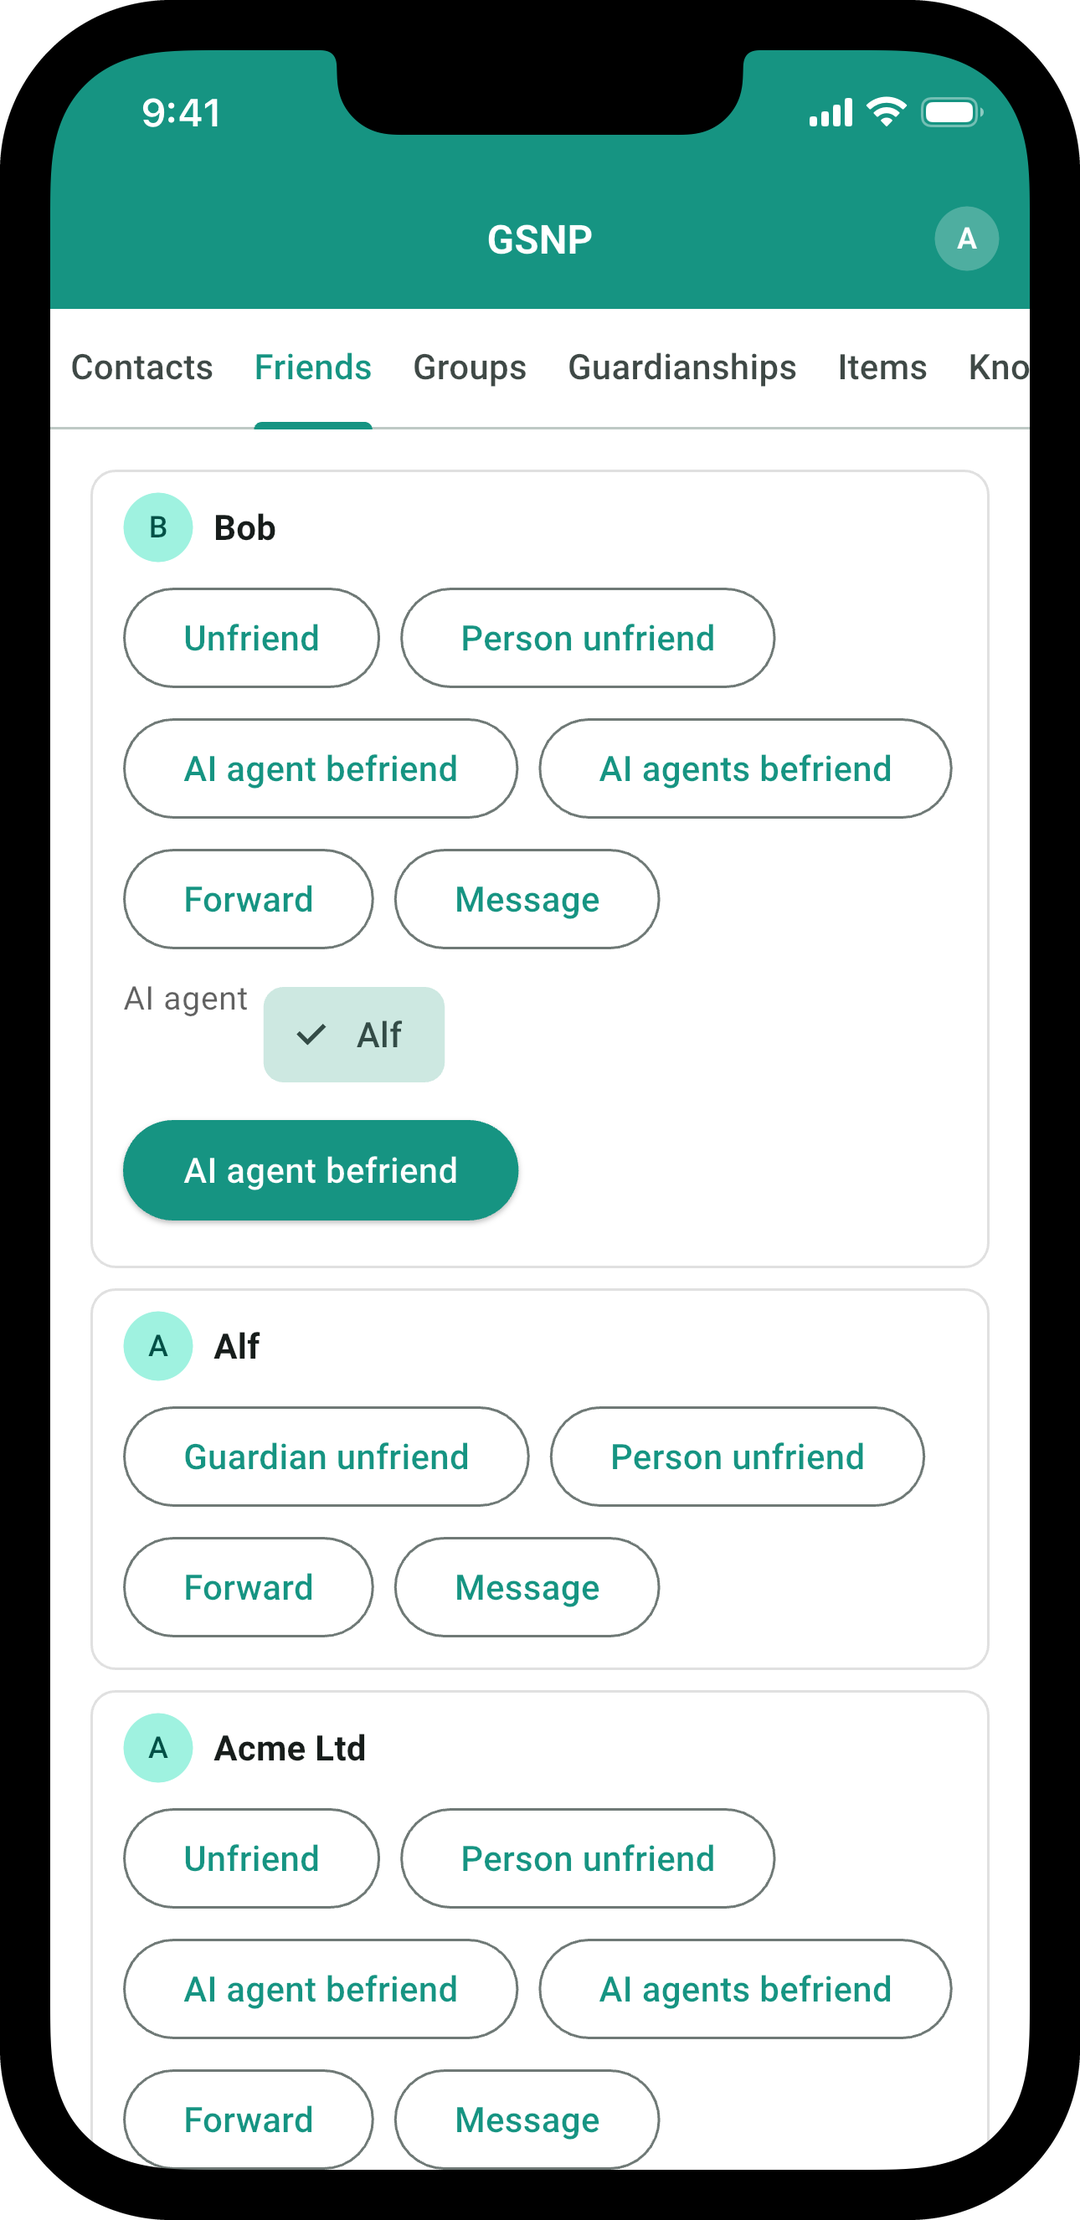 9:41
GSNP
A
Contacts Friends Groups Guardianships Items Kno
B Bob
Unfriend Person unfriend
AI agent befriend AI agents befriend
Forward Message
AI agent Alf
AI agent befriend
A Alf
Guardian unfriend Person unfriend
Forward Message
A Acme Ltd
Unfriend Person unfriend
AI agent befriend AI agents befriend
Forward Message